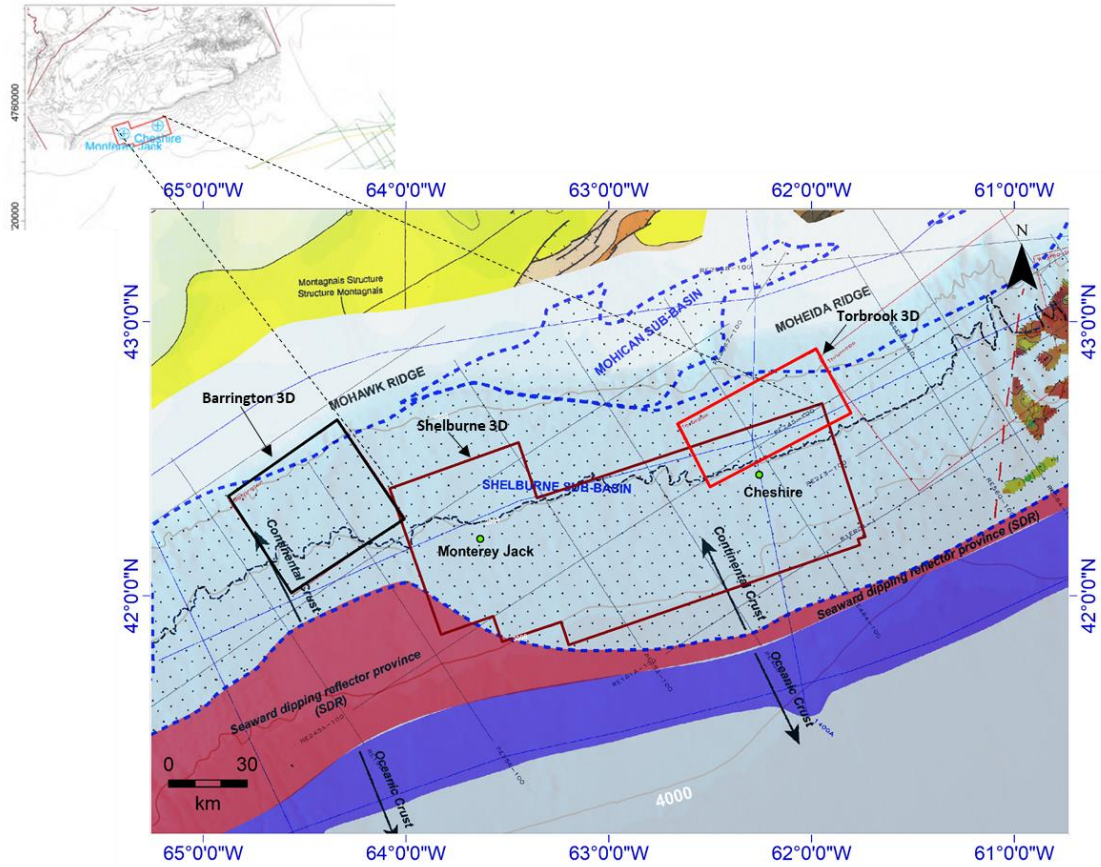 4760000
20000
Monterey Jack
Cheshire
65°0'0"W
64°0'0"W
63°0'0"W
62°0'0"W
61°0'0"W
N
43°0'0"N
42°0'0"N
43°0'0"N
42°0'0"N
Montagnais Structure
Structure Montagnais
MOHICAN SUB-BASIN
MOHEIDA RIDGE
Torbrook 3D
MOHAWK RIDGE
Barrington 3D
Shelburne 3D
SHELBURNE SUB-BASIN
Cheshire
Monterey Jack
Continental Crust
Continental Crust
Seaward dipping reflector province (SDR)
Seaward dipping reflector province
(SDR)
Oceanic Crust
Oceanic Crust
1400A
4000
0 30
km
65°0'0"W
64°0'0"W
63°0'0"W
62°0'0"W
61°0'0"W